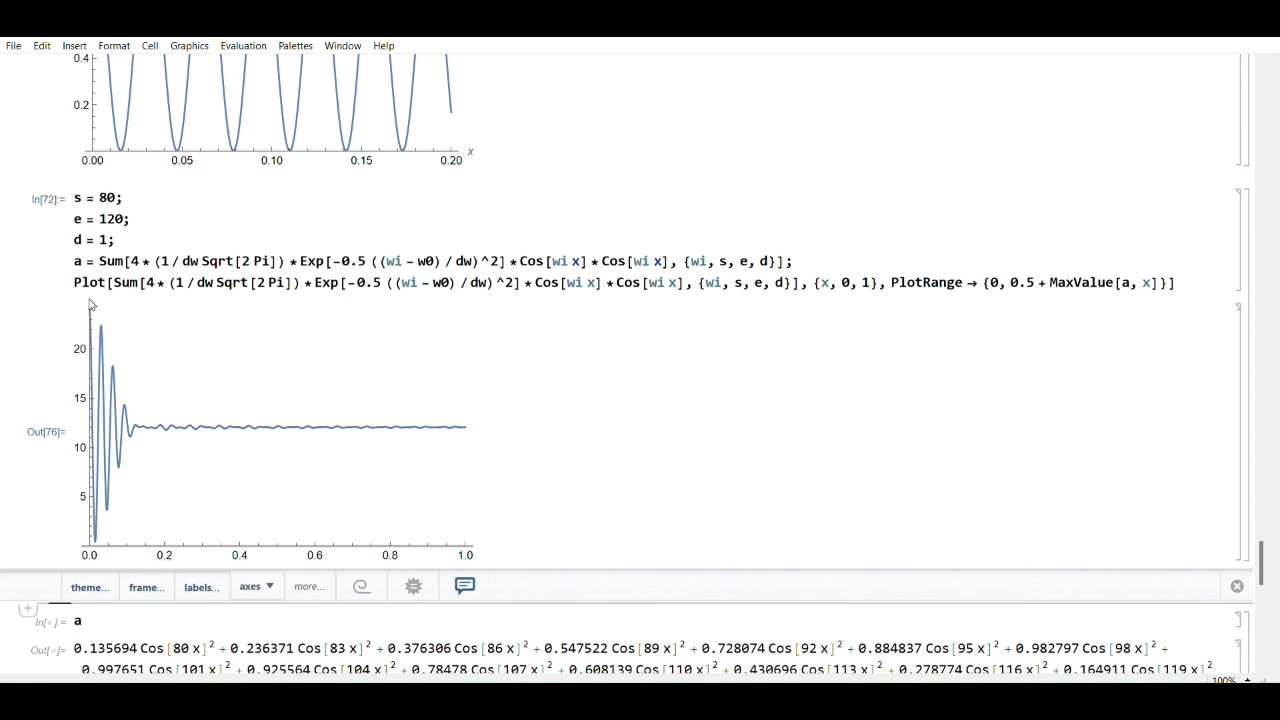 File Edit Insert Format Cell Graphics Evaluation Palettes Window Help
0.4
0.2
0.00 0.05 0.10 0.15 0.20 x
In[72]:= s = 80;
e = 120;
d = 1;
a = Sum[4 * (1 / dw Sqrt[2 Pi]) * Exp[-0.5 ((wi - w0) / dw) ^2] * Cos[wi x] * Cos[wi x], {wi, s, e, d}];
Plot[Sum[4 * (1 / dw Sqrt[2 Pi]) * Exp[-0.5 ((wi - w0) / dw) ^2] * Cos[wi x] * Cos[wi x], {wi, s, e, d}], {x, 0, 1}, PlotRange → {0, 0.5 + MaxValue[a, x]}]
20
15
Out[76]=
10
5
0.0 0.2 0.4 0.6 0.8 1.0
theme... frame... labels... axes more...
In[∘]:= a
Out[∘]= 0.135694 Cos[80 x]² + 0.236371 Cos[83 x]² + 0.376306 Cos[86 x]² + 0.547522 Cos[89 x]² + 0.728074 Cos[92 x]² + 0.884837 Cos[95 x]² + 0.982797 Cos[98 x]² +
0.997651 Cos[101 x]² + 0.925564 Cos[104 x]² + 0.78478 Cos[107 x]² + 0.608139 Cos[110 x]² + 0.430696 Cos[113 x]² + 0.278774 Cos[116 x]² + 0.164911 Cos[119 x]²
100%